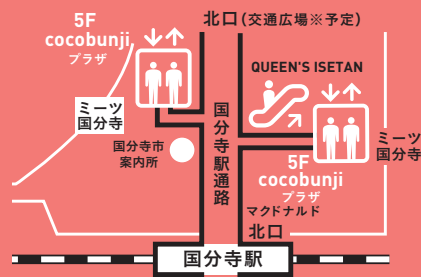 北口(交通広場※予定)
5F
cocobunji
プラザ
QUEEN'S ISETAN
ミーツ
国分寺
国分寺市
案内所
国分寺駅通路
ミーツ
国分寺
5F
cocobunji
プラザ
マクドナルド
北口
国分寺駅